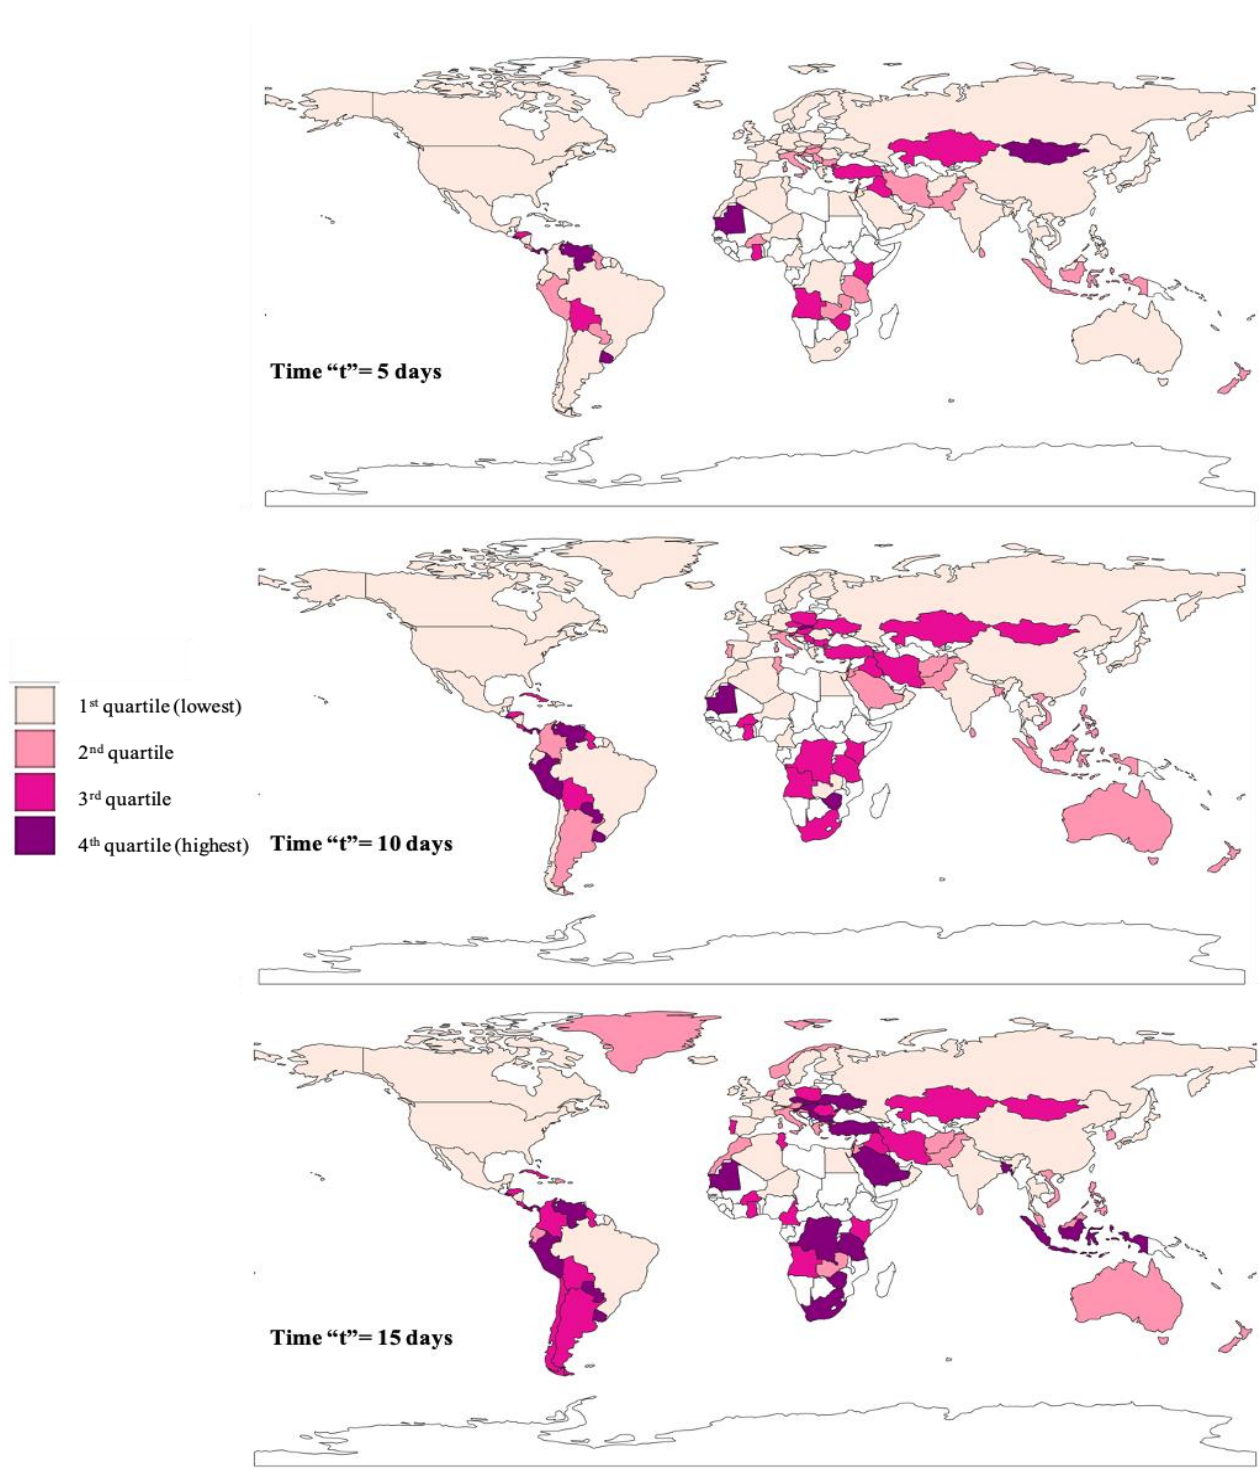 Time “t”= 5 days
1st quartile (lowest)
2nd quartile
3rd quartile
4th quartile (highest)
Time “t”= 10 days
Time “t”= 15 days